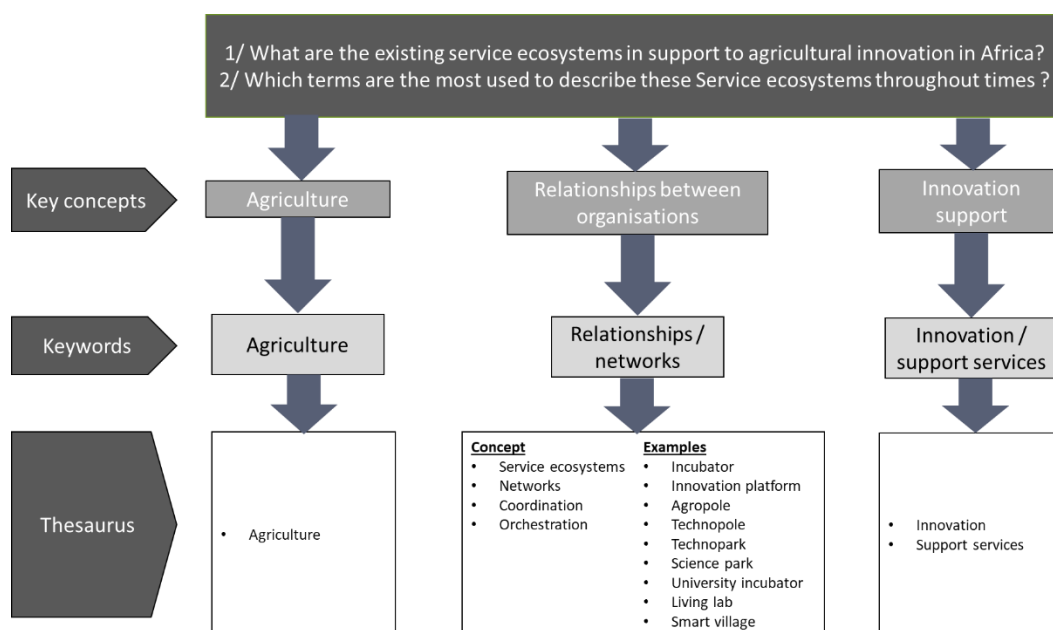 1/ What are the existing service ecosystems in support to agricultural innovation in Africa?
2/ Which terms are the most used to describe these Service ecosystems throughout times ?
Key concepts
Agriculture
Relationships between
organisations
Innovation
support
Keywords
Agriculture
Relationships /
networks
Innovation /
support services
Thesaurus
• Agriculture
Concept
• Service ecosystems
• Networks
• Coordination
• Orchestration
Examples
• Incubator
• Innovation platform
• Agropole
• Technopole
• Technopark
• Science park
• University incubator
• Living lab
• Smart village
• Innovation
• Support services